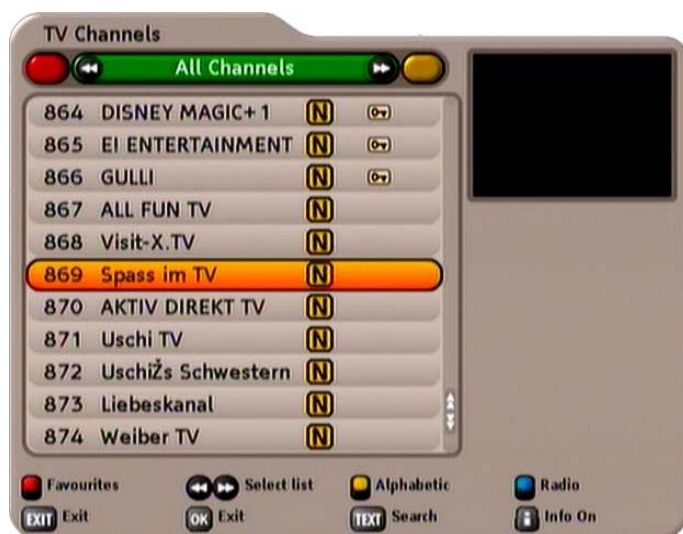 TV Channels
All Channels
864 DISNEY MAGIC+ 1 N
865 E! ENTERTAINMENT N
866 GULLI N
867 ALL FUN TV N
868 Visit-X.TV N
869 Spass im TV N
870 AKTIV DIREKT TV N
871 Uschi TV N
872 UschiŽs Schwestern N
873 Liebeskanal N
874 Weiber TV N
Favourites Select list Alphabetic Radio
EXIT Exit OK Exit TEXT Search i Info On